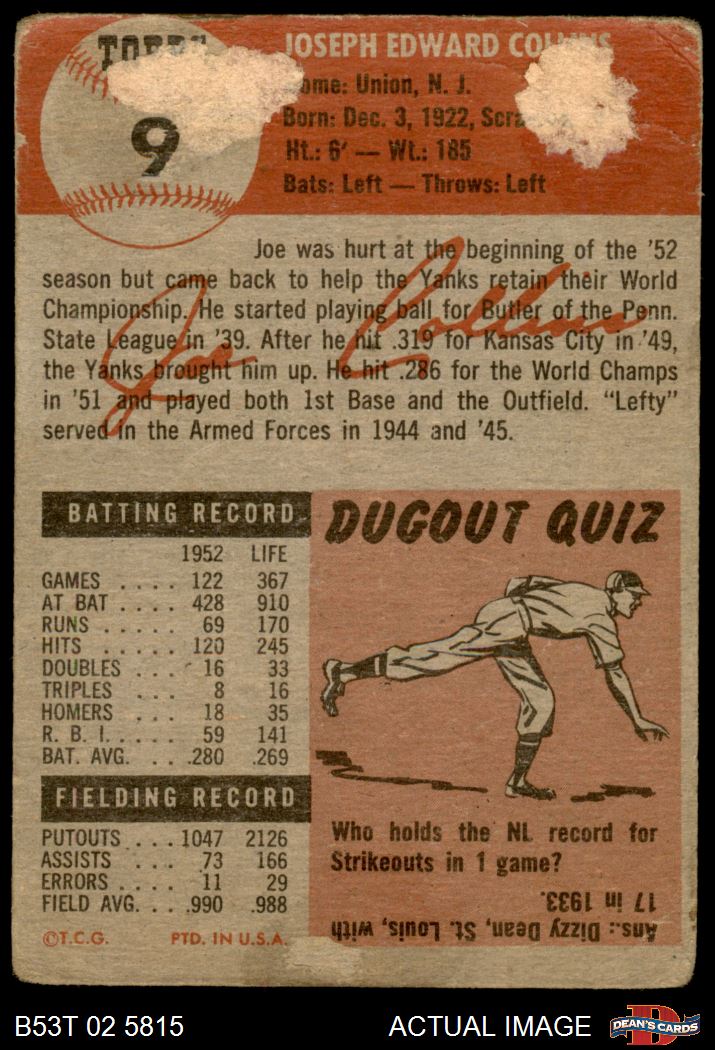 TOPPS
9
JOSEPH EDWARD COLLINS
Home: Union, N. J.
Born: Dec. 3, 1922,
Ht.: 6' — Wt.: 185
Bats: Left — Throws: Left
Joe was hurt at the beginning of the '52
season but came back to help the Yanks retain their World
Championship. He started playing ball for Butler of the Penn.
State League in '39. After he hit .319 for Kansas City in '49,
the Yanks brought him up. He hit .286 for the World Champs
in '51 and played both 1st Base and the Outfield. "Lefty"
served in the Armed Forces in 1944 and '45.
Joe Collins
BATTING RECORD
1952 LIFE
GAMES .... 122 367
AT BAT .... 428 910
RUNS ..... 69 170
HITS ..... 120 245
DOUBLES ... 16 33
TRIPLES ... 8 16
HOMERS ... 18 35
R. B. I. .... 59 141
BAT. AVG. ... .280 .269
FIELDING RECORD
PUTOUTS ... 1047 2126
ASSISTS .... 73 166
ERRORS .... 11 29
FIELD AVG. ... .990 .988
©T.C.G. PTD. IN U.S.A.
DUGOUT QUIZ
Who holds the NL record for
Strikeouts in 1 game?
Ans.: Dizzy Dean, St. Louis, with
17 in 1933.
B53T 02 5815
ACTUAL IMAGE
D
DEAN'S CARDS